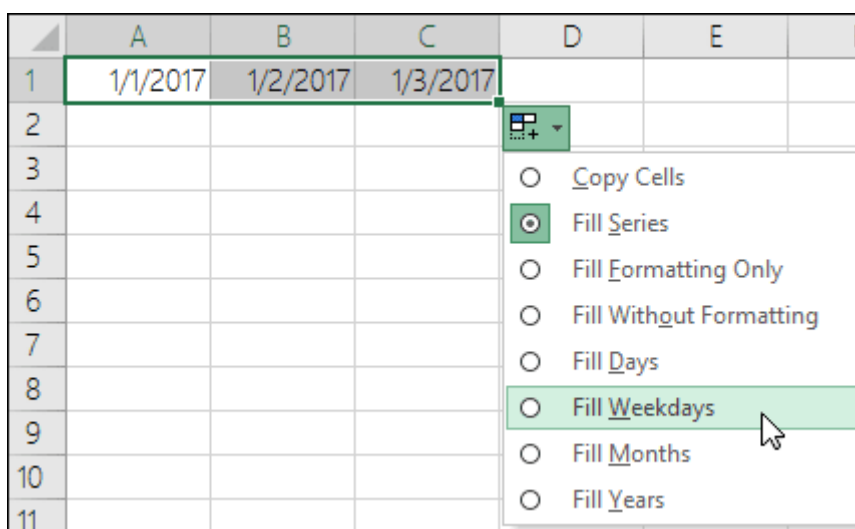 A B C D E
1 1/1/2017 1/2/2017 1/3/2017
2
3 Copy Cells
4 Fill Series
5 Fill Formatting Only
6 Fill Without Formatting
7 Fill Days
8 Fill Weekdays
9 Fill Months
10 Fill Years
11